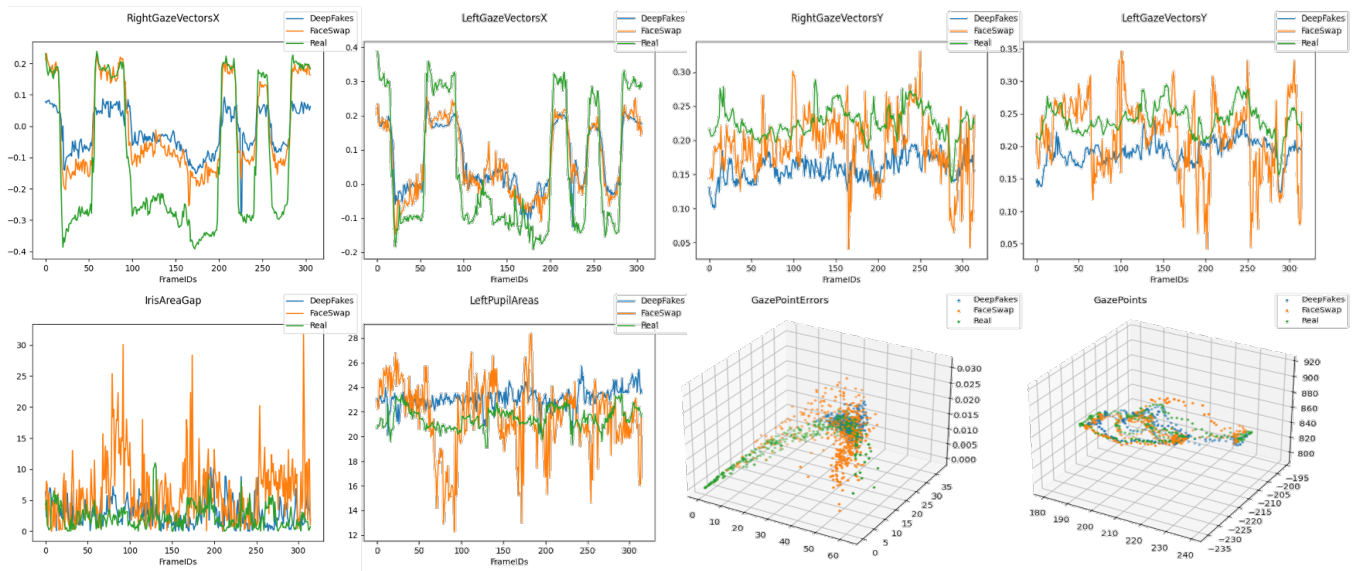 RightGazeVectorsX
DeepFakes
FaceSwap
Real
0.2
0.1
0.0
−0.1
−0.2
−0.3
−0.4
0 50 100 150 200 250 300
FrameIDs
LeftGazeVectorsX
DeepFakes
FaceSwap
Real
0.4
0.3
0.2
0.1
0.0
−0.1
−0.2
0 50 100 150 200 250 300
FrameIDs
RightGazeVectorsY
DeepFakes
FaceSwap
Real
0.30
0.25
0.20
0.15
0.10
0.05
0 50 100 150 200 250 300
FrameIDs
LeftGazeVectorsY
DeepFakes
FaceSwap
Real
0.35
0.30
0.25
0.20
0.15
0.10
0.05
0 50 100 150 200 250 300
FrameIDs
IrisAreaGap
DeepFakes
FaceSwap
Real
30
25
20
15
10
5
0
0 50 100 150 200 250 300
FrameIDs
LeftPupilAreas
DeepFakes
FaceSwap
Real
28
26
24
22
20
18
16
14
12
0 50 100 150 200 250 300
FrameIDs
GazePointErrors
DeepFakes
FaceSwap
Real
0.030
0.025
0.020
0.015
0.010
0.005
0.000
0 10 20 30 40 50 60
0 5 10 15 20 25 30 35
GazePoints
DeepFakes
FaceSwap
Real
920
900
880
860
840
820
800
180 190 200 210 220 230 240
−235 −230 −225 −220 −215 −210 −205 −200 −195